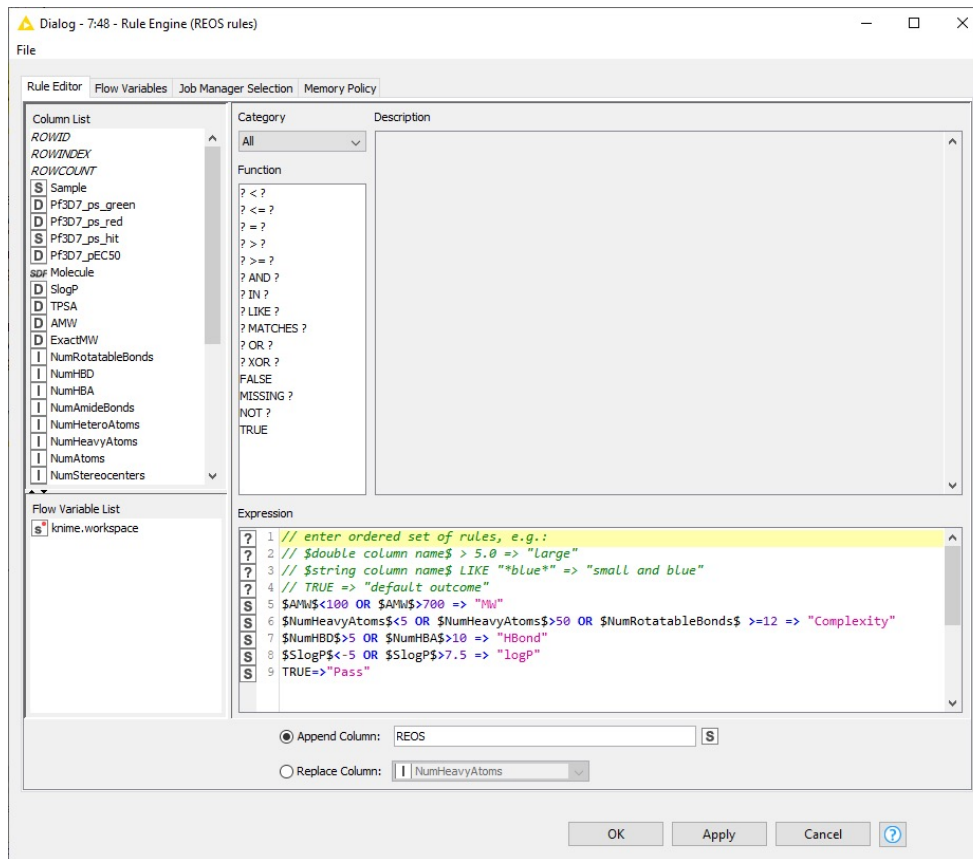 Dialog - 7:48 - Rule Engine (REOS rules)
File
Rule Editor Flow Variables Job Manager Selection Memory Policy
Column List
ROWID
ROWINDEX
ROWCOUNT
S Sample
D Pf3D7_ps_green
D Pf3D7_ps_red
S Pf3D7_ps_hit
D Pf3D7_pEC50
SDF Molecule
D SlogP
D TPSA
D AMW
D ExactMW
I NumRotatableBonds
I NumHBD
I NumHBA
I NumAmideBonds
I NumHeteroAtoms
I NumHeavyAtoms
I NumAtoms
I NumStereocenters
Flow Variable List
s knime.workspace
Category
All
Function
? < ?
? <= ?
? = ?
? > ?
? >= ?
? AND ?
? IN ?
? LIKE ?
? MATCHES ?
? OR ?
? XOR ?
FALSE
MISSING ?
NOT ?
TRUE
Description
Expression
? 1 // enter ordered set of rules, e.g.:
? 2 // $double column name$ > 5.0 => "large"
? 3 // $string column name$ LIKE "*blue*" => "small and blue"
? 4 // TRUE => "default outcome"
S 5 $AMW$<100 OR $AMW$>700 => "MW"
S 6 $NumHeavyAtoms$<5 OR $NumHeavyAtoms$>50 OR $NumRotatableBonds$ >=12 => "Complexity"
S 7 $NumHBD$>5 OR $NumHBA$>10 => "HBond"
S 8 $SlogP$<-5 OR $SlogP$>7.5 => "logP"
S 9 TRUE=>"Pass"
Append Column: REOS S
Replace Column: I NumHeavyAtoms
OK Apply Cancel ?